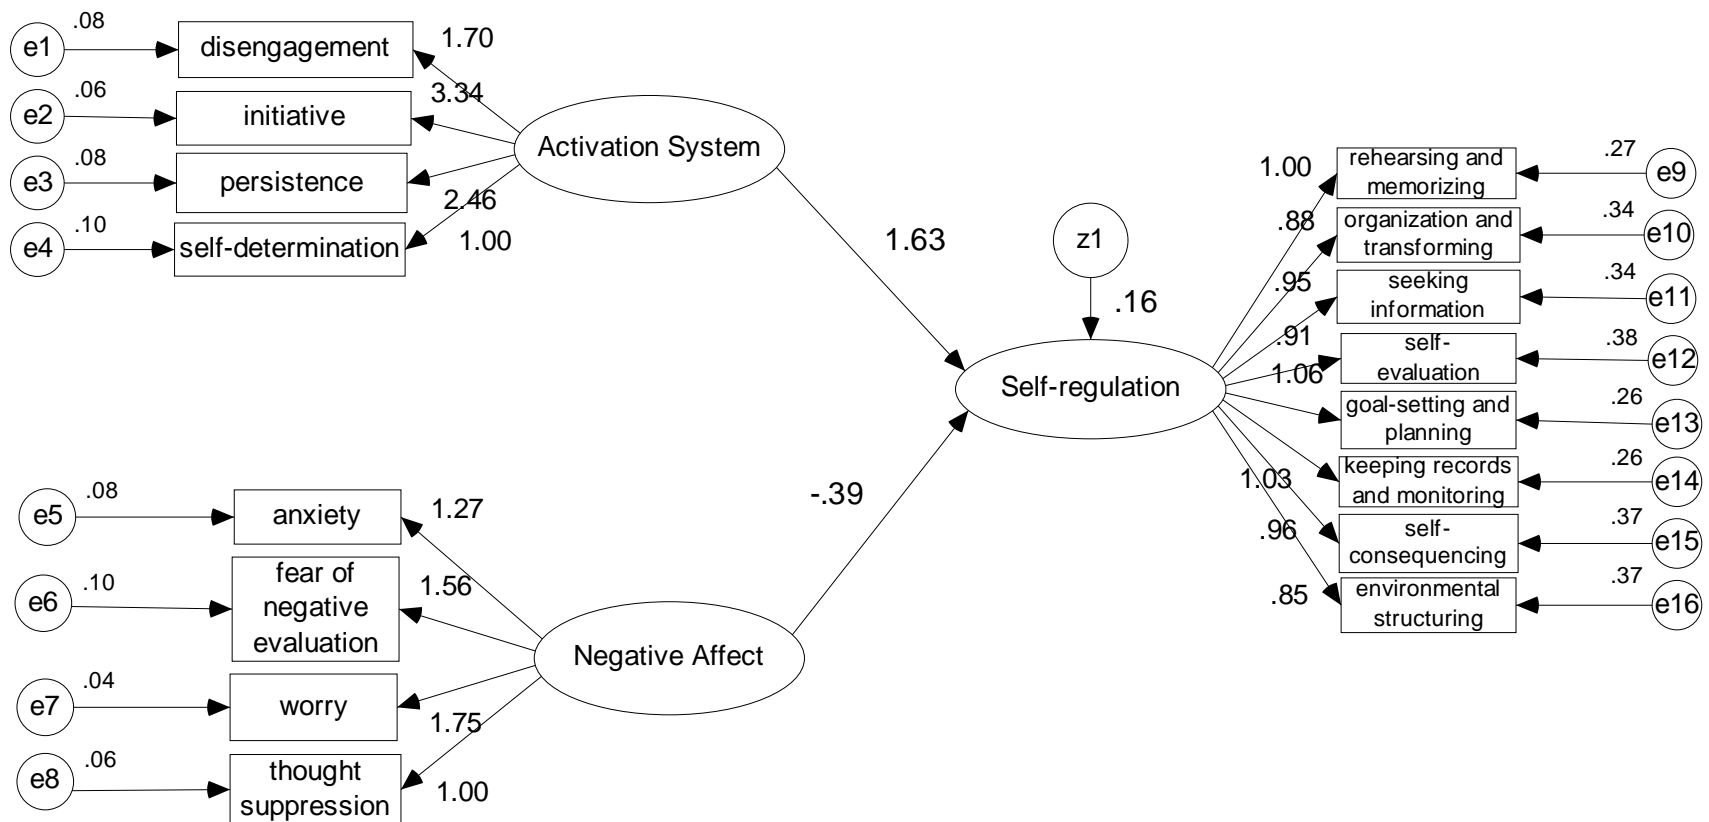 .08
e1
disengagement
1.70
.06
e2
initiative
3.34
.08
e3
persistence
2.46
.10
e4
self-determination
1.00
Activation System
1.63
z1
.16
Self-regulation
-.39
.08
e5
anxiety
1.27
.10
e6
fear of
negative
evaluation
1.56
.04
e7
worry
1.75
.06
e8
thought
suppression
1.00
Negative Affect
1.00
rehearsing and
memorizing
.27
e9
.88
organization and
transforming
.34
e10
.95
seeking
information
.34
e11
.91
self-
evaluation
.38
e12
1.06
goal-setting and
planning
.26
e13
1.03
keeping records
and monitoring
.26
e14
.96
self-
consequencing
.37
e15
.85
environmental
structuring
.37
e16